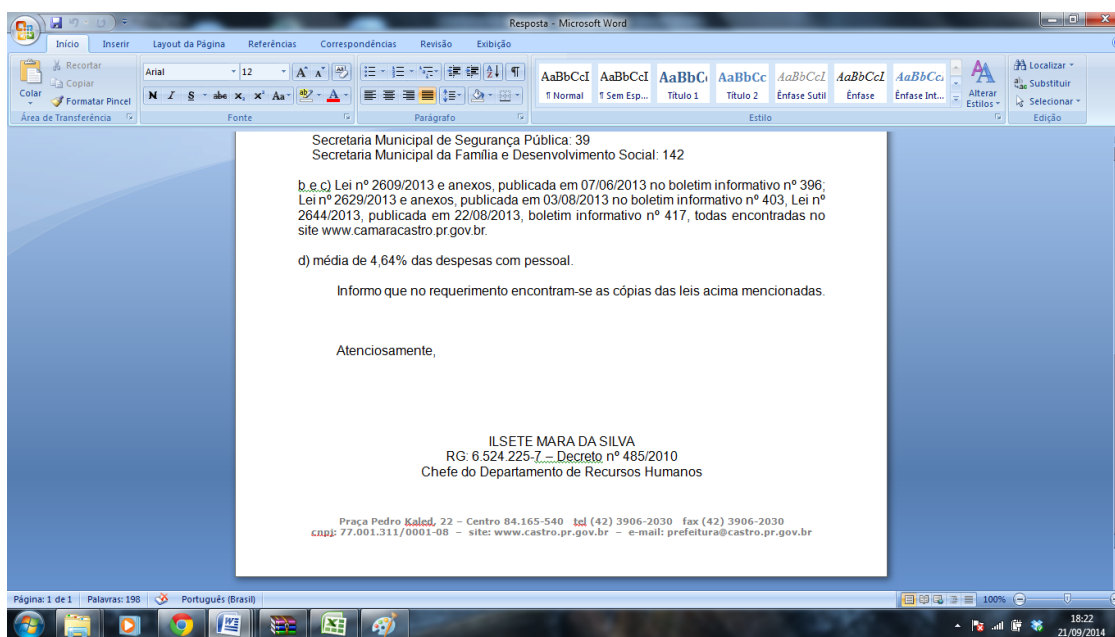 Resposta - Microsoft Word
Início Inserir Layout da Página Referências Correspondências Revisão Exibição
Colar
Recortar
Copiar
Formatar Pincel
Área de Transferência
Arial 12
N I S abc x, x² Aa
Fonte
Parágrafo
AaBbCcI AaBbCcI AaBbC AaBbCc AaBbCcI AaBbCcI AaBbCc
¶ Normal ¶ Sem Esp... Título 1 Título 2 Ênfase Sutil Ênfase Ênfase Int...
Alterar
Estilos
Estilo
Localizar
Substituir
Selecionar
Edição
Secretaria Municipal de Segurança Pública: 39
Secretaria Municipal da Família e Desenvolvimento Social: 142
b e c) Lei nº 2609/2013 e anexos, publicada em 07/06/2013 no boletim informativo nº 396;
Lei nº 2629/2013 e anexos, publicada em 03/08/2013 no boletim informativo nº 403, Lei nº
2644/2013, publicada em 22/08/2013, boletim informativo nº 417, todas encontradas no
site www.camaracastro.pr.gov.br.
d) média de 4,64% das despesas com pessoal.
Informo que no requerimento encontram-se as cópias das leis acima mencionadas.
Atenciosamente,
ILSETE MARA DA SILVA
RG: 6.524.225-7 – Decreto nº 485/2010
Chefe do Departamento de Recursos Humanos
Praça Pedro Kaled, 22 – Centro 84.165-540 tel (42) 3906-2030 fax (42) 3906-2030
cnpj: 77.001.311/0001-08 – site: www.castro.pr.gov.br – e-mail: prefeitura@castro.pr.gov.br
Página: 1 de 1 Palavras: 198 Português (Brasil) 100%
18:22
21/09/2014